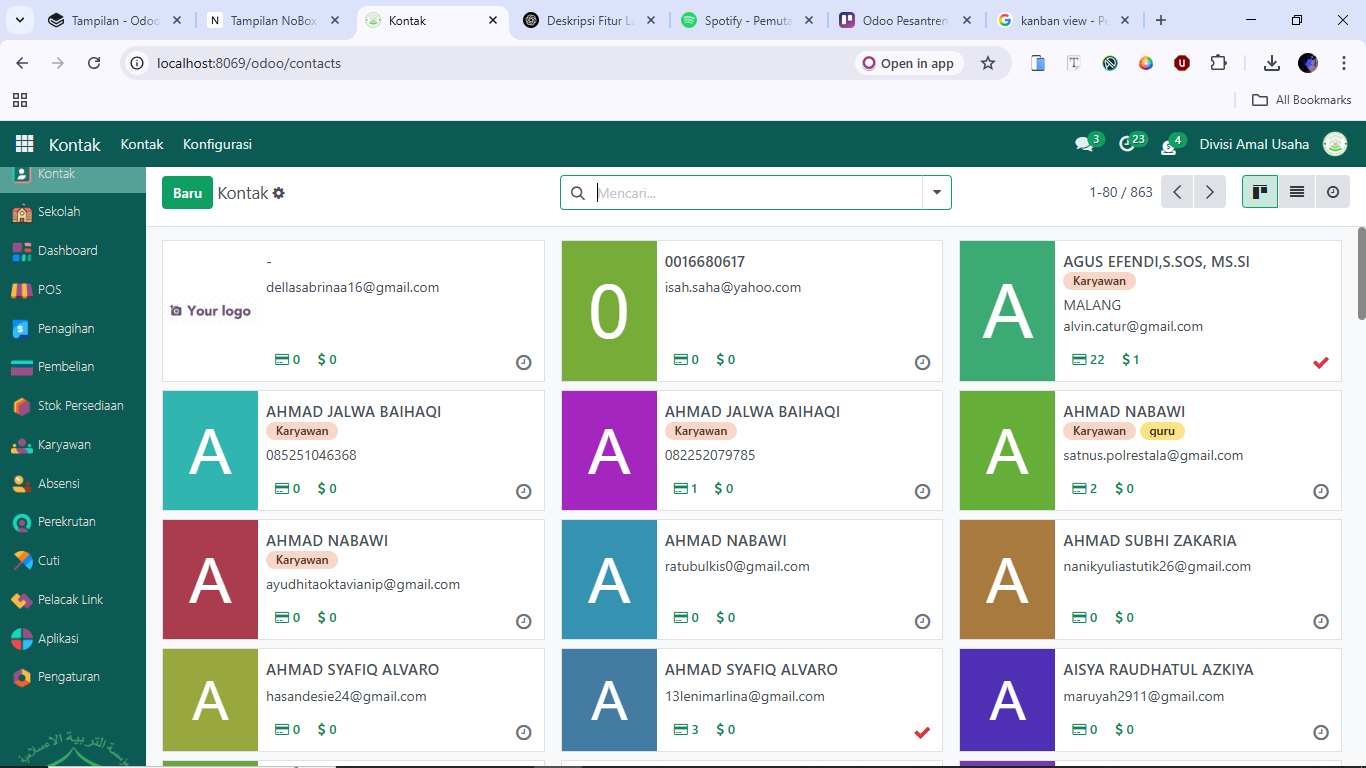 Tampilan - Odoo
Tampilan NoBox
Kontak
Deskripsi Fitur La
Spotify - Pemuta
Odoo Pesantren
kanban view - Pe
localhost:8069/odoo/contacts
Open in app
All Bookmarks
Kontak
Kontak
Konfigurasi
3
23
4
Divisi Amal Usaha
Kontak
Sekolah
Dashboard
POS
Penagihan
Pembelian
Stok Persediaan
Karyawan
Absensi
Perekrutan
Cuti
Pelacak Link
Aplikasi
Pengaturan
Baru
Kontak
Mencari...
1-80 / 863
Your logo
-
dellasabrinaa16@gmail.com
0 $ 0
0
0016680617
isah.saha@yahoo.com
0 $ 0
A
AGUS EFENDI,S.SOS, MS.SI
Karyawan
MALANG
alvin.catur@gmail.com
22 $ 1
A
AHMAD JALWA BAIHAQI
Karyawan
085251046368
0 $ 0
A
AHMAD JALWA BAIHAQI
Karyawan
082252079785
1 $ 0
A
AHMAD NABAWI
Karyawan guru
satnus.polrestala@gmail.com
2 $ 0
A
AHMAD NABAWI
Karyawan
ayudhitaoktavianip@gmail.com
0 $ 0
A
AHMAD NABAWI
ratubulkis0@gmail.com
0 $ 0
A
AHMAD SUBHI ZAKARIA
nanikyuliastutik26@gmail.com
0 $ 0
A
AHMAD SYAFIQ ALVARO
hasandesie24@gmail.com
0 $ 0
A
AHMAD SYAFIQ ALVARO
13lenimarlina@gmail.com
3 $ 0
A
AISYA RAUDHATUL AZKIYA
maruyah2911@gmail.com
0 $ 0